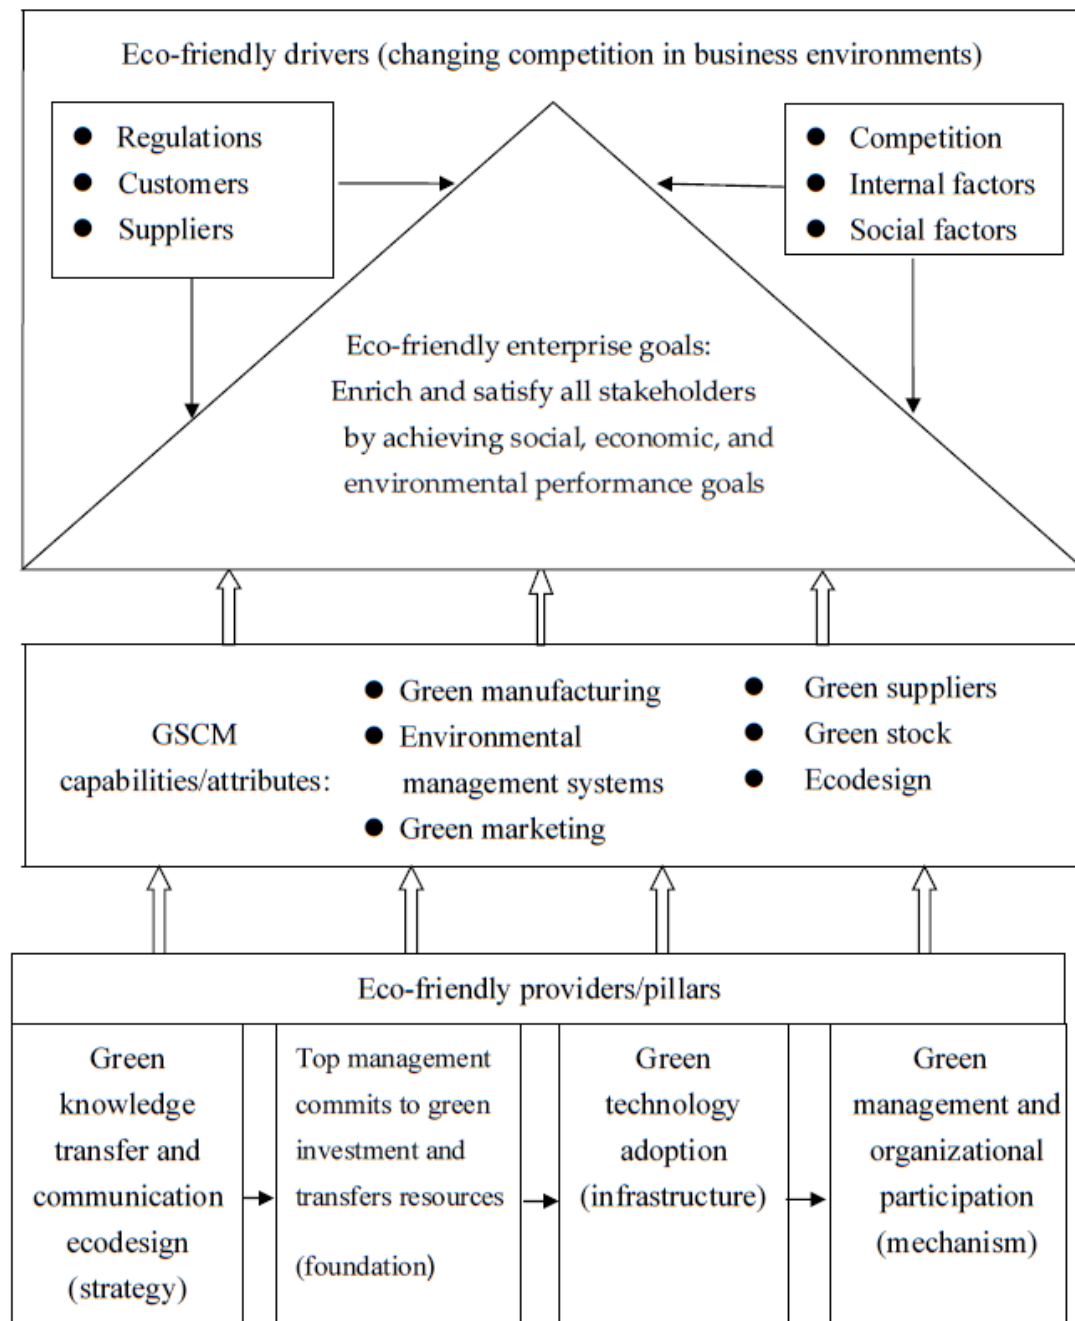 Eco-friendly drivers (changing competition in business environments)
● Regulations
● Customers
● Suppliers
● Competition
● Internal factors
● Social factors
Eco-friendly enterprise goals:
Enrich and satisfy all stakeholders
by achieving social, economic, and
environmental performance goals
GSCM
capabilities/attributes:
● Green manufacturing
● Environmental
management systems
● Green marketing
● Green suppliers
● Green stock
● Ecodesign
Eco-friendly providers/pillars
Green
knowledge
transfer and
communication
ecodesign
(strategy)
Top management
commits to green
investment and
transfers resources
(foundation)
Green
technology
adoption
(infrastructure)
Green
management and
organizational
participation
(mechanism)